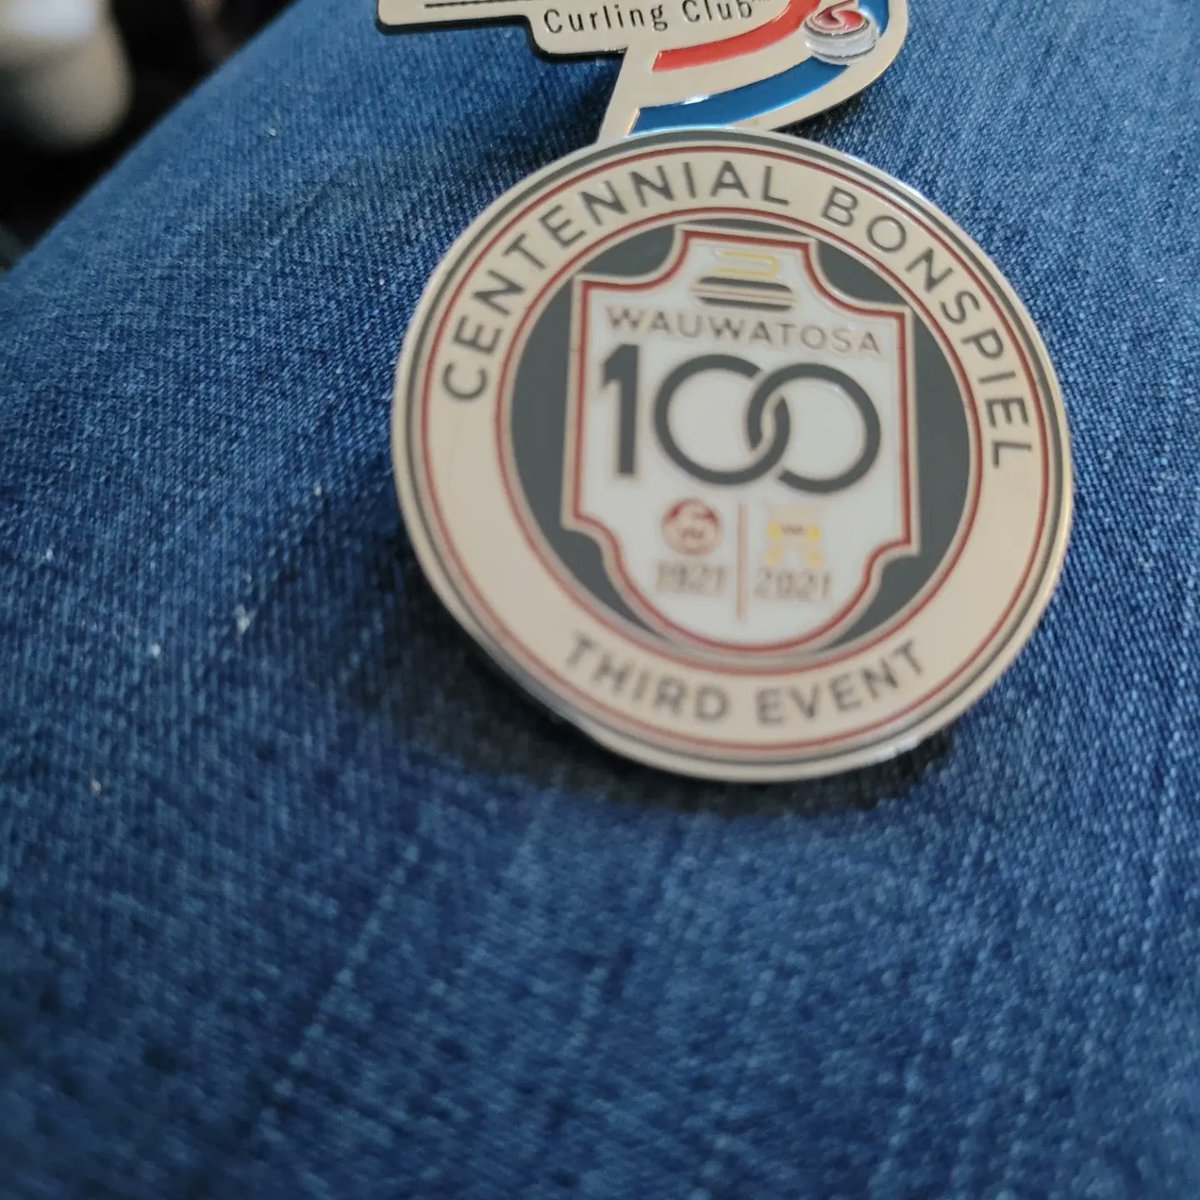 Curling Club
CENTENNIAL BONSPIEL
WAUWATOSA
100
1921 2021
THIRD EVENT